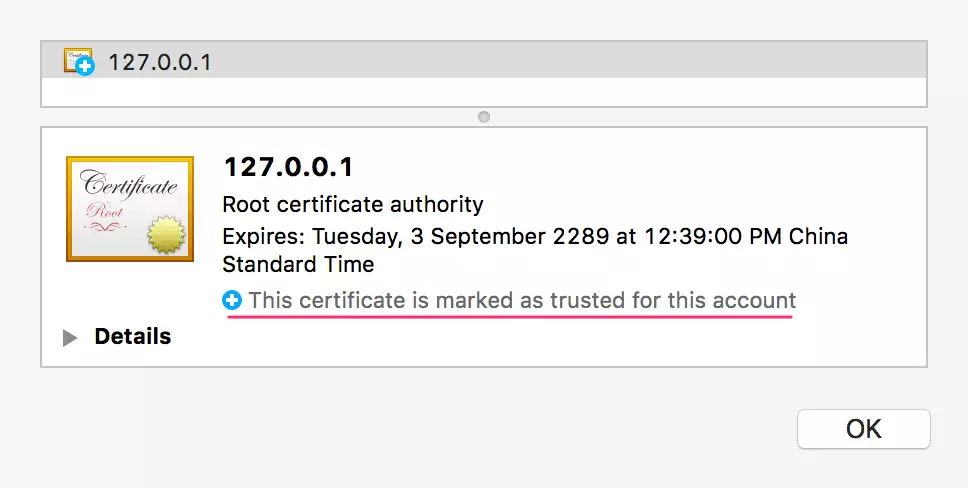 127.0.0.1
Certificate
Root
127.0.0.1
Root certificate authority
Expires: Tuesday, 3 September 2289 at 12:39:00 PM China
Standard Time
This certificate is marked as trusted for this account
Details
OK